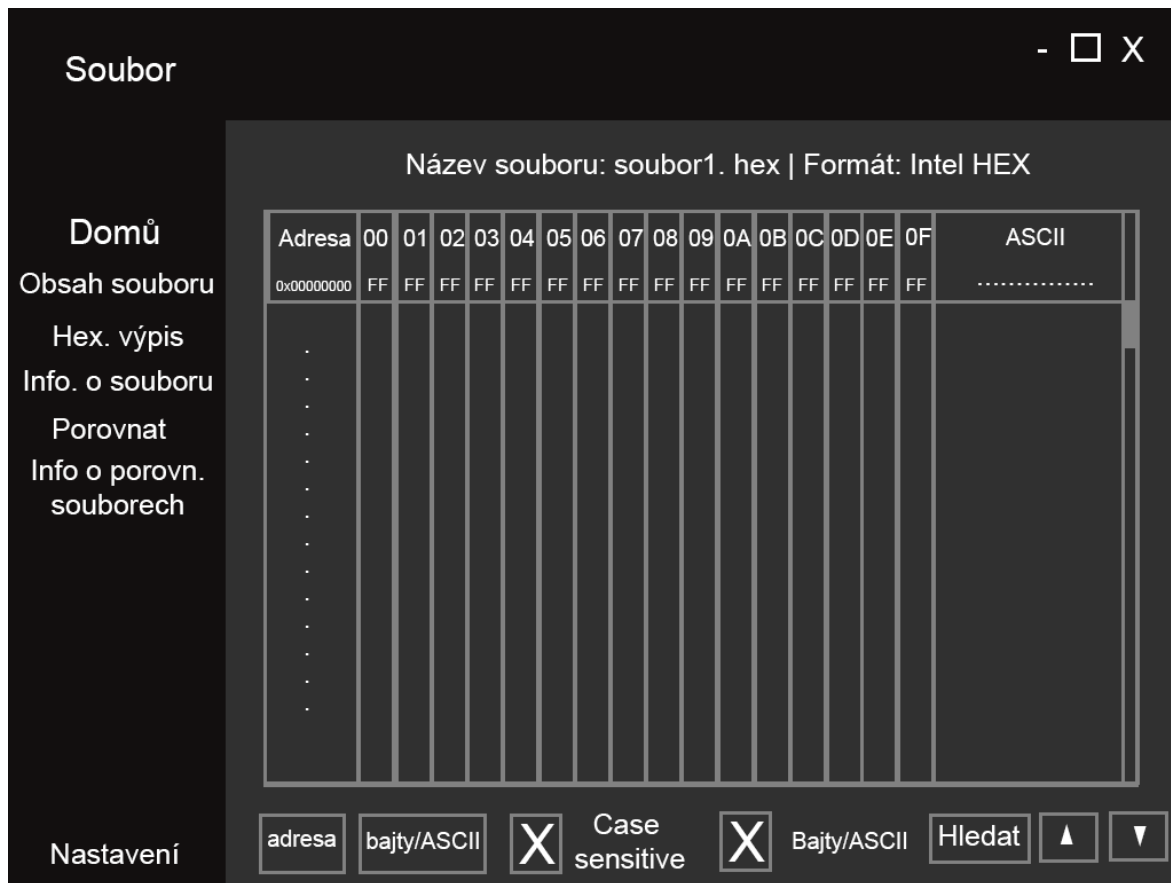 Soubor
- □ X
Název souboru: soubor1. hex | Formát: Intel HEX
Domů
Obsah souboru
Hex. výpis
Info. o souboru
Porovnat
Info o porovn.
souborech
Nastavení
Adresa 00 01 02 03 04 05 06 07 08 09 0A 0B 0C 0D 0E 0F ASCII
0x00000000 FF FF FF FF FF FF FF FF FF FF FF FF FF FF FF FF ...............
.
.
.
.
.
.
.
.
.
.
.
.
.
.
adresa bajty/ASCII X Case
sensitive X Bajty/ASCII Hledat ▲ ▼